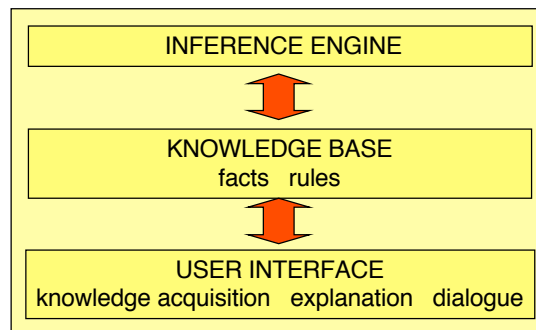 INFERENCE ENGINE
KNOWLEDGE BASE
facts rules
USER INTERFACE
knowledge acquisition explanation dialogue